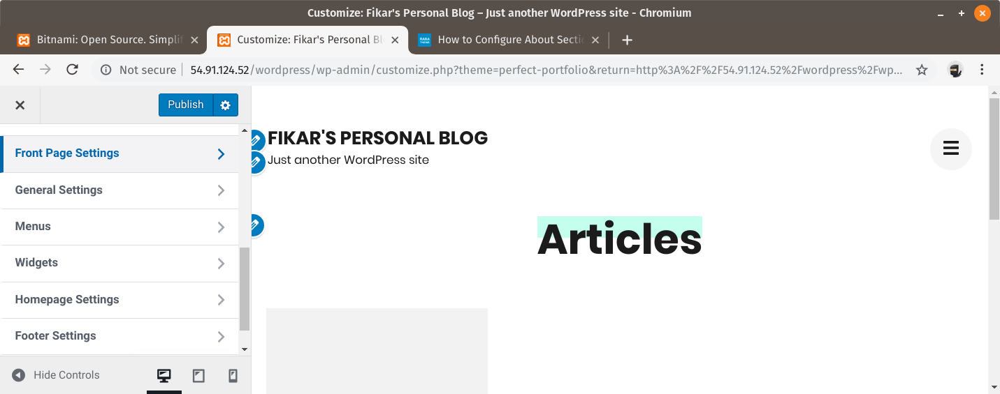 Customize: Fikar's Personal Blog – Just another WordPress site - Chromium
Bitnami: Open Source. Simplif
Customize: Fikar's Personal Bl
How to Configure About Secti
Not secure
54.91.124.52/wordpress/wp-admin/customize.php?theme=perfect-portfolio&return=http%3A%2F%2F54.91.124.52%2Fwordpress%2Fwp...
Publish
Front Page Settings
General Settings
Menus
Widgets
Homepage Settings
Footer Settings
Hide Controls
FIKAR'S PERSONAL BLOG
Just another WordPress site
Articles